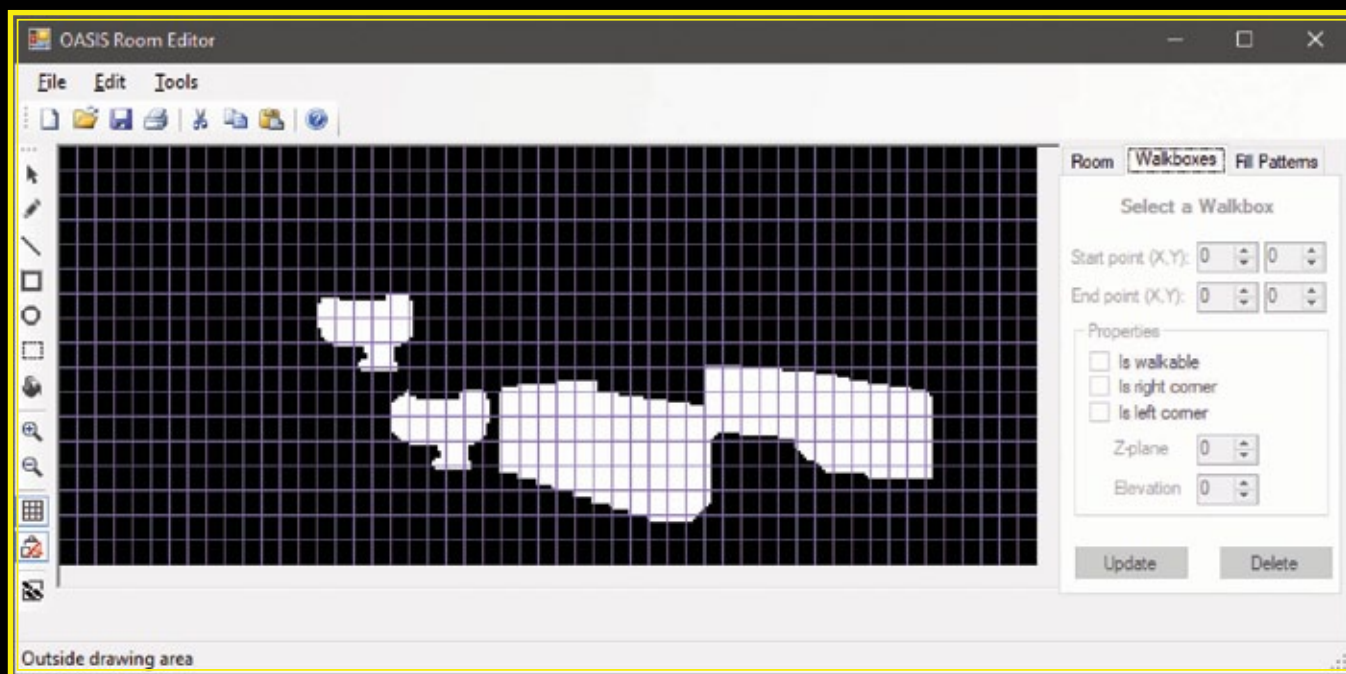 OASIS Room Editor
File Edit Tools
Room Walkboxes Fill Patterns
Select a Walkbox
Start point (X,Y): 0 0
End point (X,Y): 0 0
Properties
Is walkable
Is right corner
Is left corner
Z-plane 0
Elevation 0
Update Delete
Outside drawing area